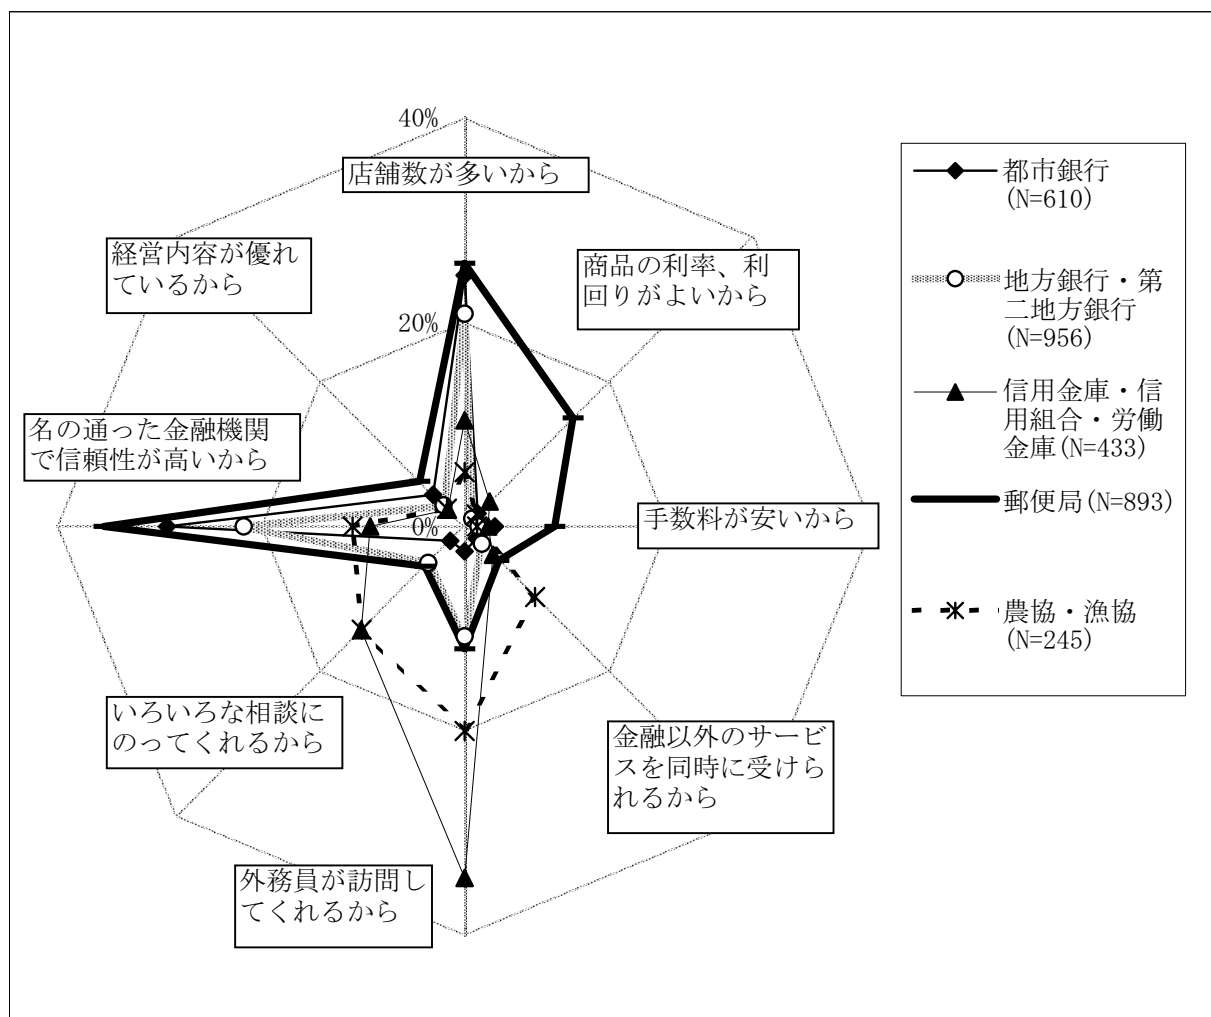 40%
店舗数が多いから
経営内容が優れ
ているから
商品の利率、利
回りがよいから
20%
名の通った金融機関
で信頼性が高いから
0%
手数料が安いから
いろいろな相談に
のってくれるから
金融以外のサービ
スを同時に受けら
れるから
外務員が訪問し
てくれるから
都市銀行
(N=610)
地方銀行・第
二地方銀行
(N=956)
信用金庫・信
用組合・労働
金庫(N=433)
郵便局(N=893)
農協・漁協
(N=245)